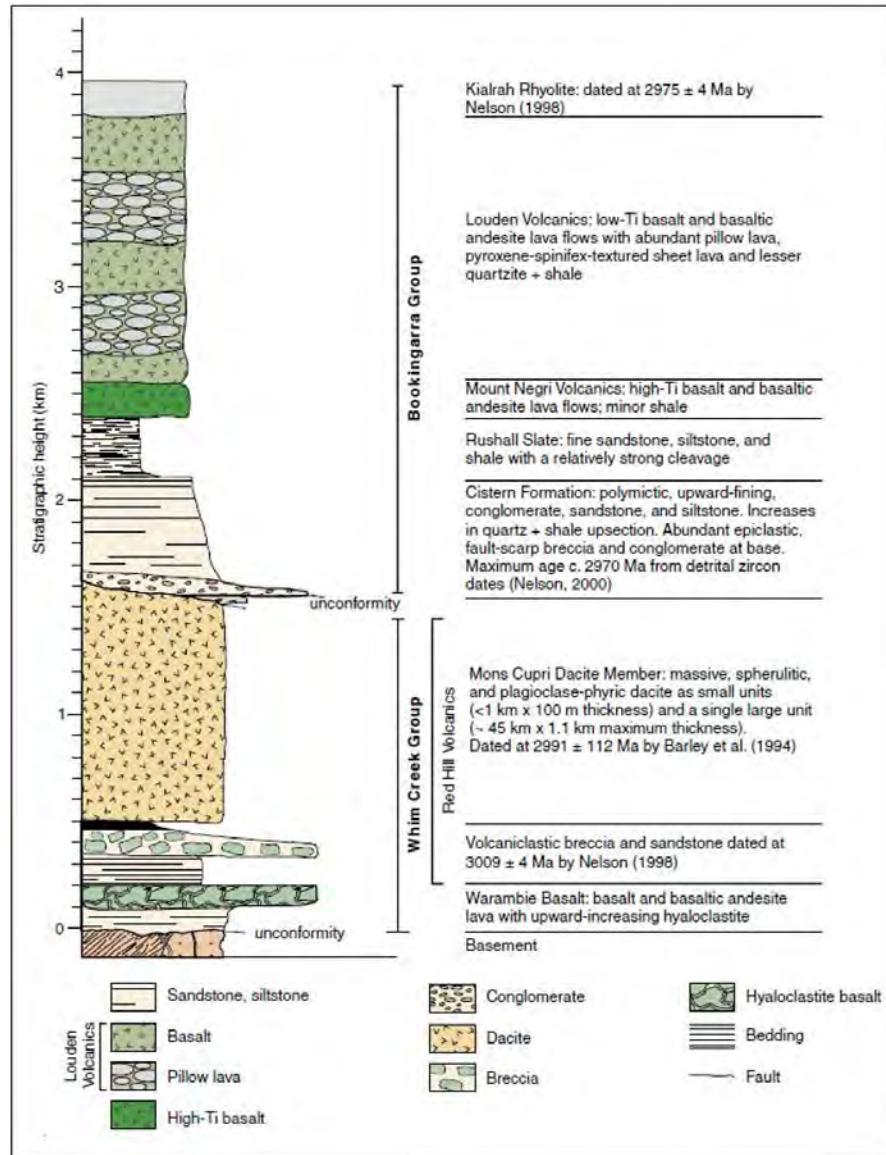 4
3
2
1
0
Stratigraphic height (km)
unconformity
unconformity
Bookingarra Group
Whim Creek Group
Red Hill Volcanics
Kialrah Rhyolite: dated at 2975 ± 4 Ma by
Nelson (1998)
Louden Volcanics: low-Ti basalt and basaltic
andesite lava flows with abundant pillow lava,
pyroxene-spinifex-textured sheet lava and lesser
quartzite + shale
Mount Negri Volcanics: high-Ti basalt and basaltic
andesite lava flows; minor shale
Rushall Slate: fine sandstone, siltstone, and
shale with a relatively strong cleavage
Cistern Formation: polymictic, upward-fining,
conglomerate, sandstone, and siltstone. Increases
in quartz + shale upsection. Abundant epiclastic,
fault-scarp breccia and conglomerate at base.
Maximum age c. 2970 Ma from detrital zircon
dates (Nelson, 2000)
Mons Cupri Dacite Member: massive, spherulitic,
and plagioclase-phyric dacite as small units
(<1 km x 100 m thickness) and a single large unit
(~ 45 km x 1.1 km maximum thickness).
Dated at 2991 ± 112 Ma by Barley et al. (1994)
Volcaniclastic breccia and sandstone dated at
3009 ± 4 Ma by Nelson (1998)
Warambie Basalt: basalt and basaltic andesite
lava with upward-increasing hyaloclastite
Basement
Sandstone, siltstone
Louden
Volcanics
Basalt
Pillow lava
High-Ti basalt
Conglomerate
Dacite
Breccia
Hyaloclastite basalt
Bedding
Fault